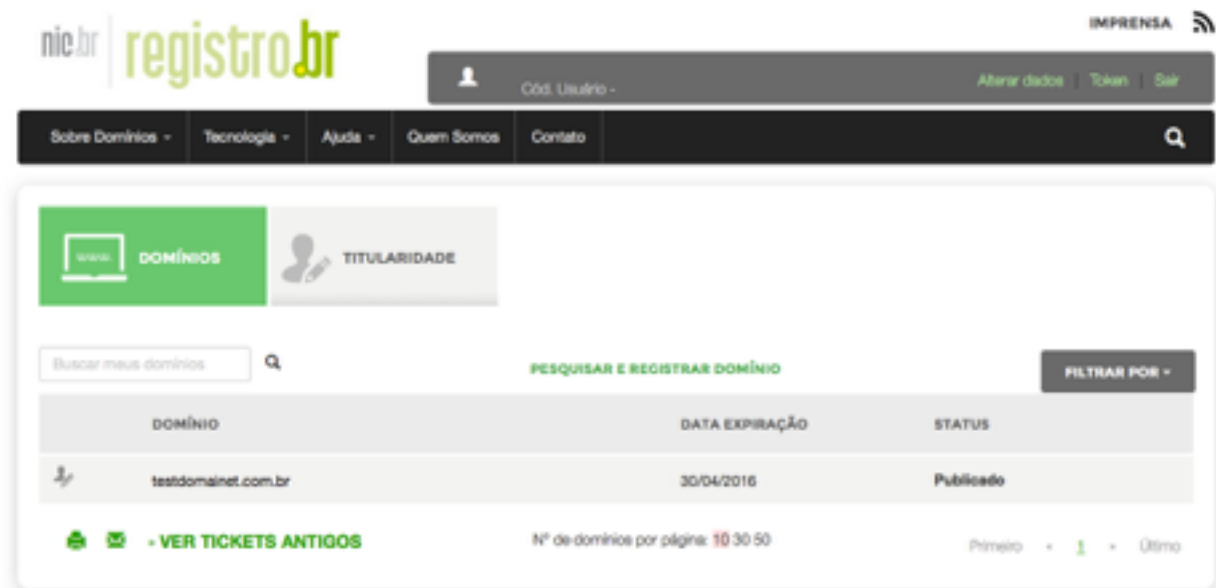 IMPRENSA
nic.br registro.br
Cód. Usuário -
Alterar dados | Token | Sair
Sobre Domínios Tecnologia Ajuda Quem Somos Contato
www.
DOMÍNIOS
TITULARIDADE
Buscar meus domínios
PESQUISAR E REGISTRAR DOMÍNIO
FILTRAR POR
DOMÍNIO DATA EXPIRAÇÃO STATUS
testdomainet.com.br 30/04/2016 Publicado
- VER TICKETS ANTIGOS
Nº de domínios por página: 10 30 50
Primeiro « 1 » Último